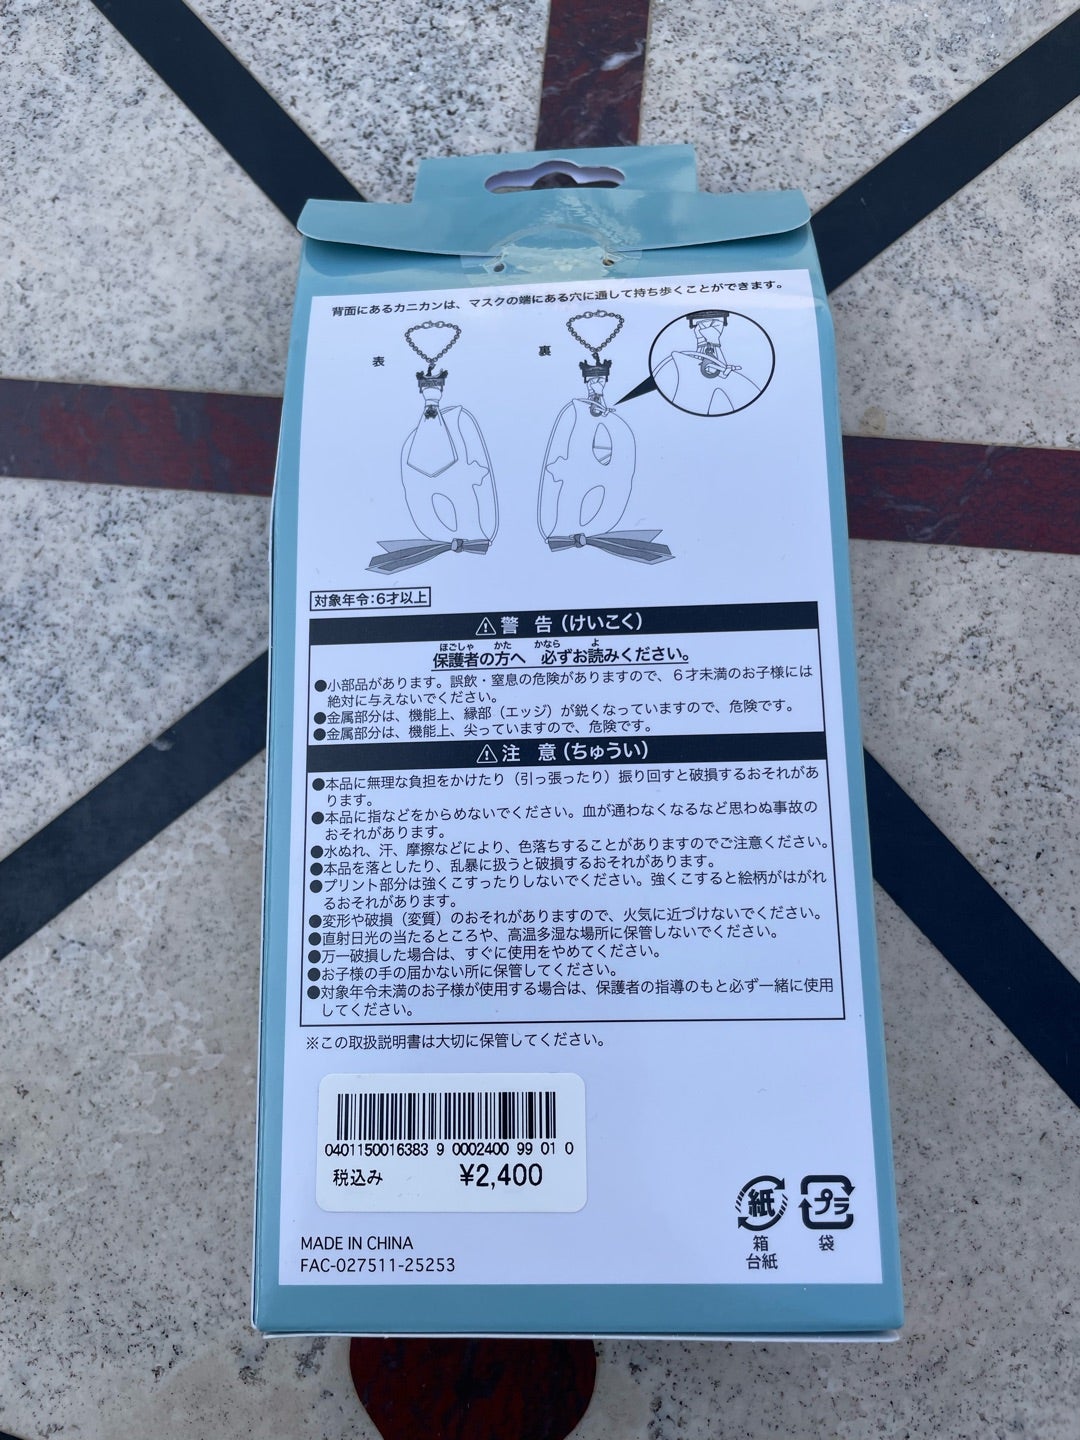 背面にあるカニカンは、マスクの端にある穴に通して持ち歩くことができます。
表
裏
対象年令:6才以上
⚠警 告(けいこく)
保護者の方へ 必ずお読みください。
ほごしゃ かた かなら よ
●小部品があります。誤飲・窒息の危険がありますので、6才未満のお子様には
絶対に与えないでください。
●金属部分は、機能上、縁部(エッジ)が鋭くなっていますので、危険です。
●金属部分は、機能上、尖っていますので、危険です。
⚠注 意(ちゅうい)
●本品に無理な負担をかけたり(引っ張ったり)振り回すと破損するおそれがあ
ります。
●本品に指などをからめないでください。血が通わなくなるなど思わぬ事故の
おそれがあります。
●水ぬれ、汗、摩擦などにより、色落ちすることがありますのでご注意ください。
●本品を落としたり、乱暴に扱うと破損するおそれがあります。
●プリント部分は強くこすったりしないでください。強くこすると絵柄がはがれ
るおそれがあります。
●変形や破損(変質)のおそれがありますので、火気に近づけないでください。
●直射日光の当たるところや、高温多湿な場所に保管しないでください。
●万一破損した場合は、すぐに使用をやめてください。
●お子様の手の届かない所に保管してください。
●対象年令未満のお子様が使用する場合は、保護者の指導のもと必ず一緒に使用
してください。
※この取扱説明書は大切に保管してください。
0401150016383 9 0002400 99 01 0
税込み ¥2,400
紙 プラ
箱 袋
台紙
MADE IN CHINA
FAC-027511-25253